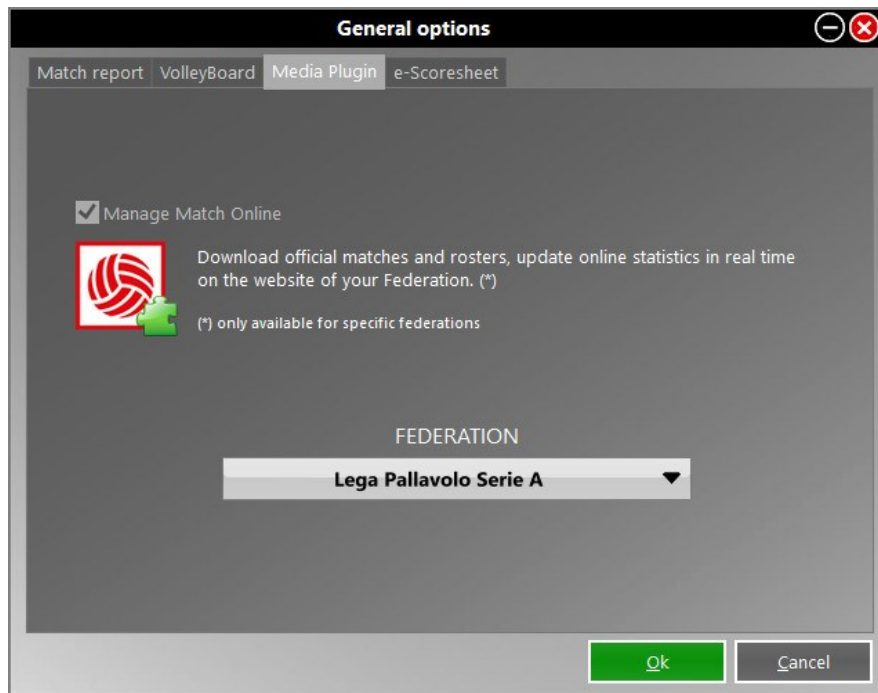 General options
Match report VolleyBoard Media Plugin e-Scoresheet
Manage Match Online
Download official matches and rosters, update online statistics in real time
on the website of your Federation. (*)
(*) only available for specific federations
FEDERATION
Lega Pallavolo Serie A
Ok Cancel